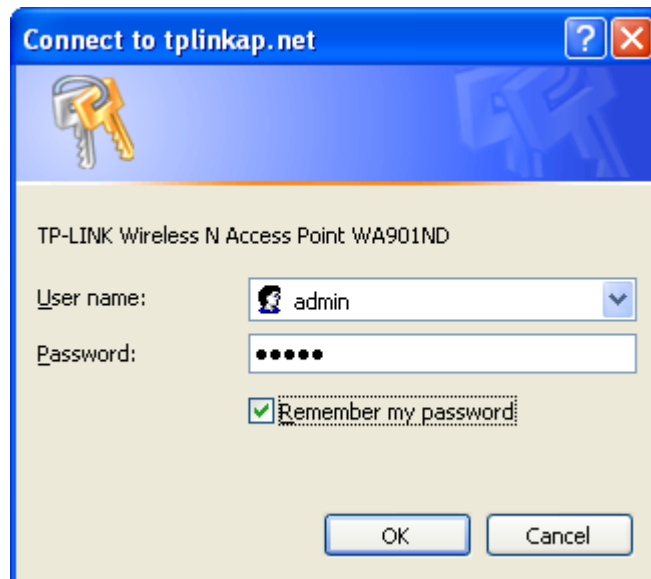 Connect to tplinkap.net
TP-LINK Wireless N Access Point WA901ND
User name:
admin
Password:
●●●●●
Remember my password
OK
Cancel